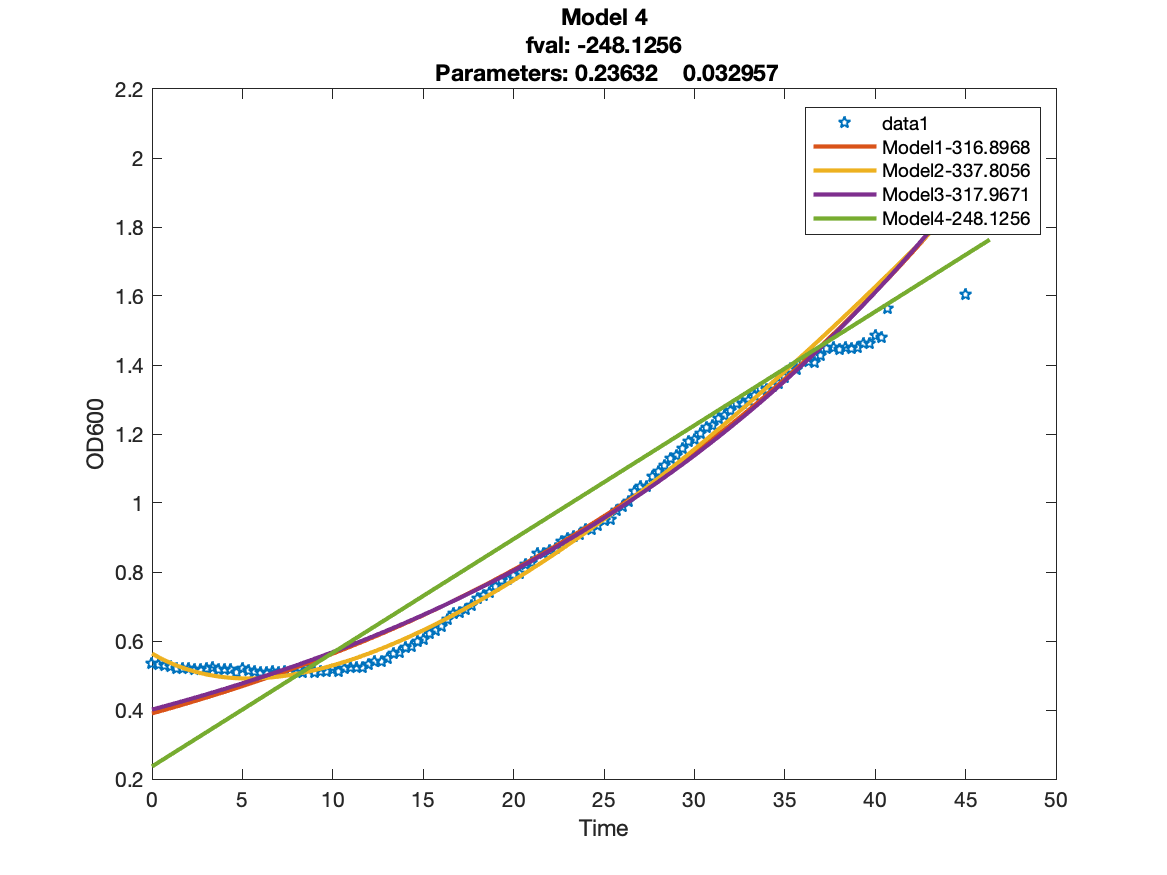 Model 4
fval: -248.1256
Parameters: 0.23632 0.032957
2.2
2
1.8
1.6
1.4
1.2
1
0.8
0.6
0.4
0.2
OD600
data1
Model1-316.8968
Model2-337.8056
Model3-317.9671
Model4-248.1256
0 5 10 15 20 25 30 35 40 45 50
Time